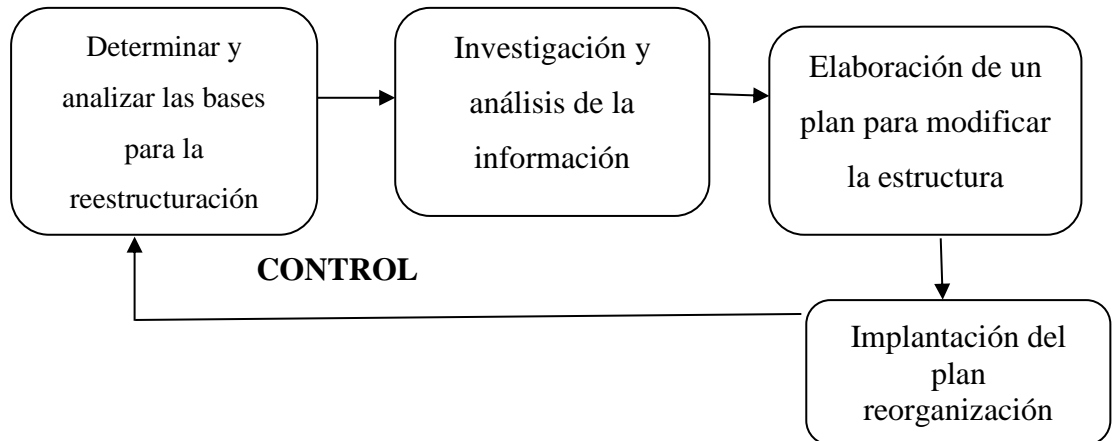 Determinar y
analizar las bases
para la
reestructuración
Investigación y
análisis de la
información
Elaboración de un
plan para modificar
la estructura
CONTROL
Implantación del
plan
reorganización